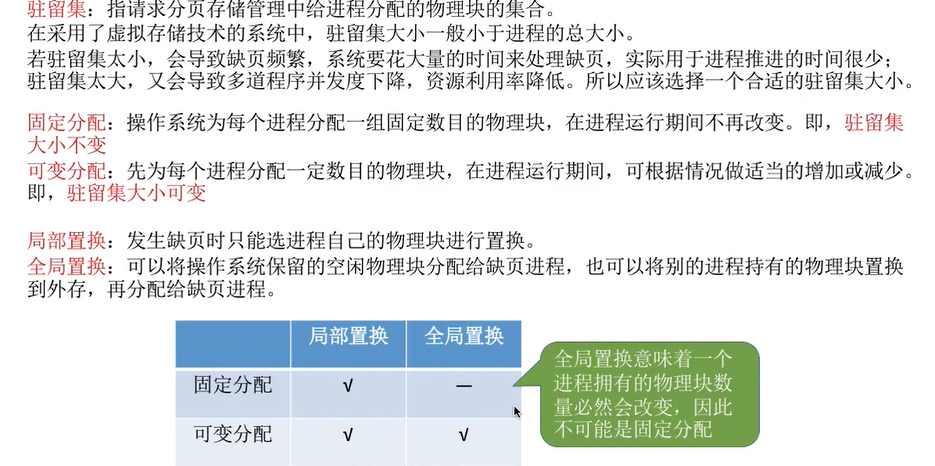 驻留集：指请求分页存储管理中给进程分配的物理块的集合。
在采用了虚拟存储技术的系统中，驻留集大小一般小于进程的总大小。
若驻留集太小，会导致缺页频繁，系统要花大量的时间来处理缺页，实际用于进程推进的时间很少；
驻留集太大，又会导致多道程序并发度下降，资源利用率降低。所以应该选择一个合适的驻留集大小。
固定分配：操作系统为每个进程分配一组固定数目的物理块，在进程运行期间不再改变。即，驻留集
大小不变
可变分配：先为每个进程分配一定数目的物理块，在进程运行期间，可根据情况做适当的增加或减少。
即，驻留集大小可变
局部置换：发生缺页时只能选进程自己的物理块进行置换。
全局置换：可以将操作系统保留的空闲物理块分配给缺页进程，也可以将别的进程持有的物理块置换
到外存，再分配给缺页进程。
局部置换 全局置换
固定分配 √ —
可变分配 √ √
全局置换意味着一个
进程拥有的物理块数
量必然会改变，因此
不可能是固定分配